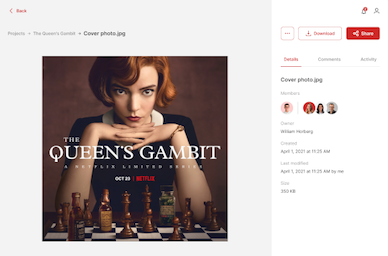 Back
Projects > The Queen's Gambit > Cover photo.jpg
THE
QUEEN'S GAMBIT
A NETFLIX LIMITED SERIES
OCT 23 | NETFLIX
Download
Share
Details
Comments
Activity
Cover photo.jpg
Members
Owner
William Herbarg
Created
April 1, 2021 at 11:25 AM
Last modified
April 1, 2021 at 11:25 AM by me
Size
350 KB